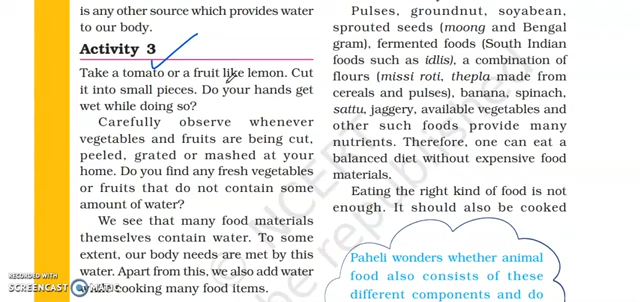 is any other source which provides water
to our body.
Activity 3
Take a tomato or a fruit like lemon. Cut
it into small pieces. Do your hands get
wet while doing so?
Carefully observe whenever
vegetables and fruits are being cut,
peeled, grated or mashed at your
home. Do you find any fresh vegetables
or fruits that do not contain some
amount of water?
We see that many food materials
themselves contain water. To some
extent, our body needs are met by this
water. Apart from this, we also add water
while cooking many food items.
Pulses, groundnut, soyabean,
sprouted seeds (moong and Bengal
gram), fermented foods (South Indian
foods such as idlis), a combination of
flours (missi roti, thepla made from
cereals and pulses), banana, spinach,
sattu, jaggery, available vegetables and
other such foods provide many
nutrients. Therefore, one can eat a
balanced diet without expensive food
materials.
Eating the right kind of food is not
enough. It should also be cooked
Paheli wonders whether animal
food also consists of these
different components and do
© NCERT
be republished
RECORDED WITH
SCREENCAST MATIC